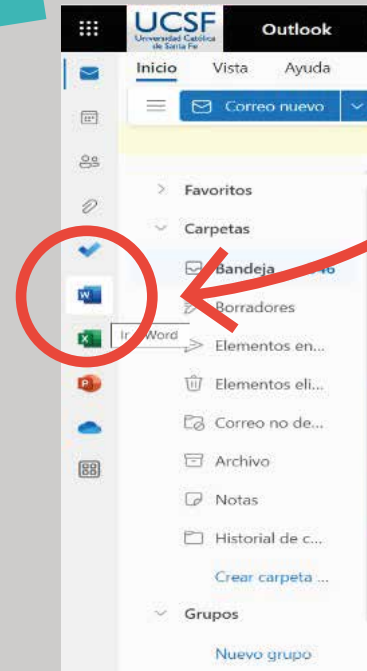 UCSF
Universidad Católica
de Santa Fe
Outlook
Inicio Vista Ayuda
Correo nuevo
Favoritos
Carpetas
Bandeja
Borradores
Word
Elementos en...
Elementos eli...
Correo no de...
Archivo
Notas
Historial de c...
Crear carpeta ...
Grupos
Nuevo grupo